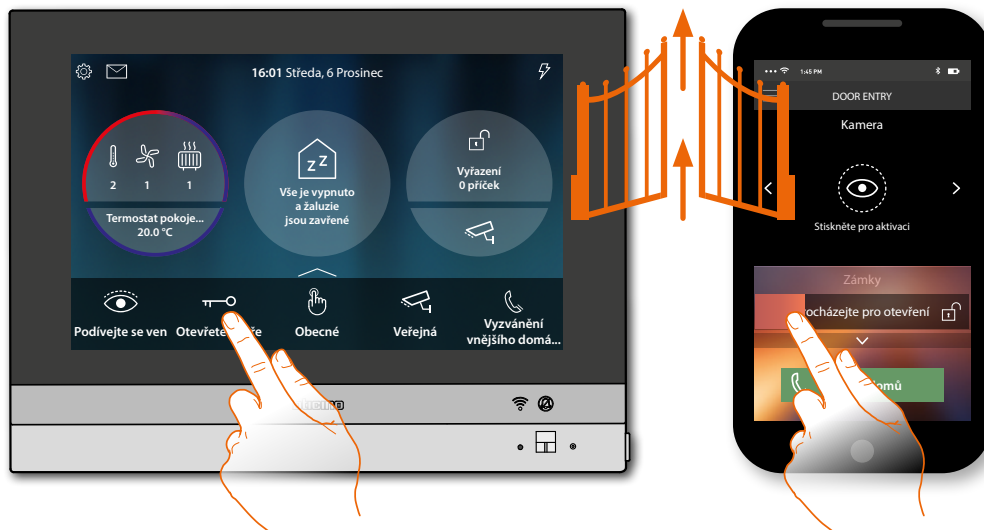 16:01 Středa, 6 Prosinec
2 1 1
Termostat pokoje...
20.0 °C
zZ
Vše je vypnuto
a žaluzie
jsou zavřené
Vyřazení
0 příček
Podívejte se ven
Otevřete
Obecné
Veřejná
Vyzvánění
vnějšího domá...
1:45 PM
DOOR ENTRY
Kamera
Stiskněte pro aktivaci
Zámky
ocházejte pro otevření
omů